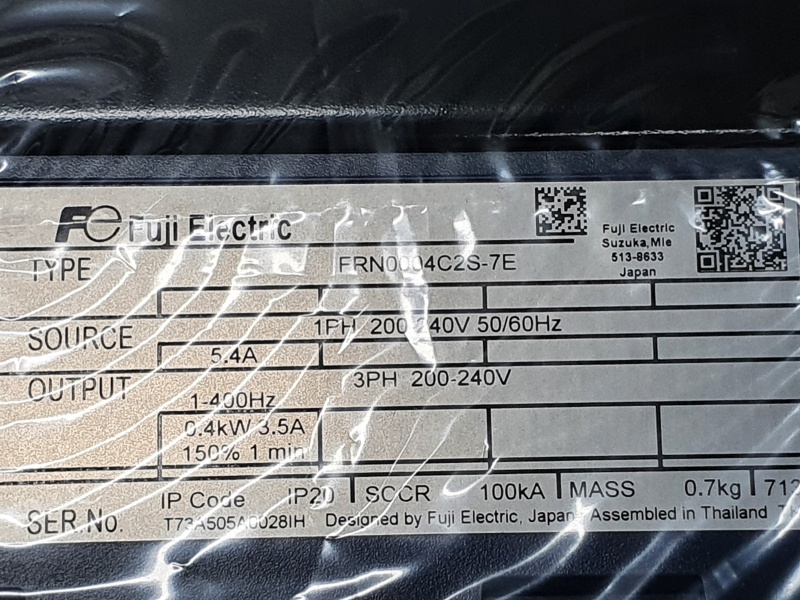 Fe Fuji Electric
Fuji Electric
Suzuka,Mie
513-8633
Japan
TYPE FRN0004C2S-7E
SOURCE 1PH 200-240V 50/60Hz
5.4A
OUTPUT 3PH 200-240V
1-400Hz
0.4kW 3.5A
150% 1 min
IP Code IP20 SCCR 100kA MASS 0.7kg 713
SER.No. T73A505A0028IH Designed by Fuji Electric, Japan Assembled in Thailand